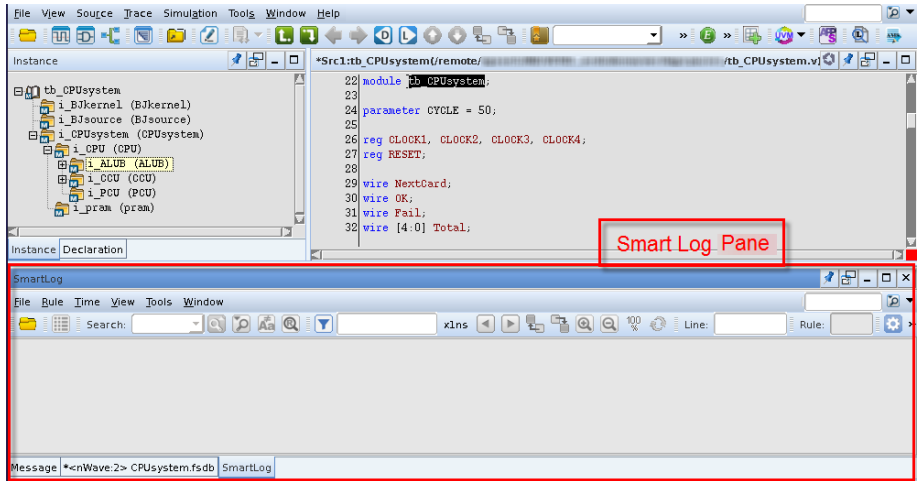 File View Source Trace Simulation Tools Window Help
Instance
*Src1:tb_CPUsystem(/remote/ /tb_CPUsystem.v)
tb_CPUsystem
i_BJkernel (BJkernel)
i_BJsource (BJsource)
i_CPUsystem (CPUsystem)
i_CPU (CPU)
i_ALUB (ALUB)
i_CCU (CCU)
i_PCU (PCU)
i_pram (pram)
Instance Declaration
22 module tb_CPUsystem;
23
24 parameter CYCLE = 50;
25
26 reg CLOCK1, CLOCK2, CLOCK3, CLOCK4;
27 reg RESET;
28
29 wire NextCard;
30 wire OK;
31 wire Fail;
32 wire [4:0] Total;
Smart Log Pane
SmartLog
File Rule Time View Tools Window
Search: x1ns 100% Line: Rule:
Message *<nWave:2> CPUsystem.fsdb SmartLog